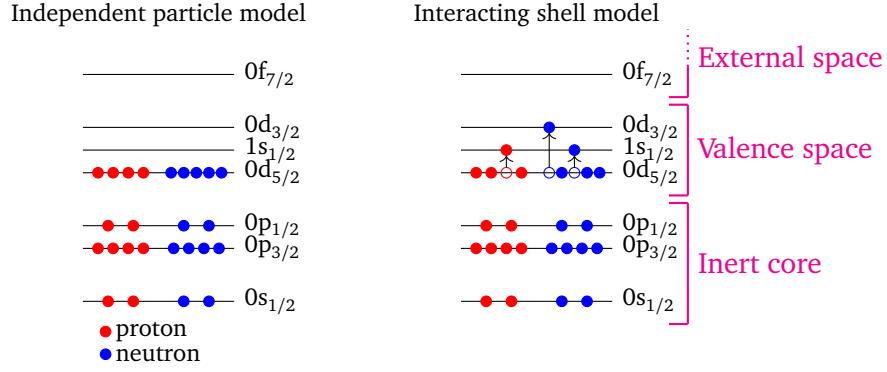 Independent particle model
Interacting shell model
0f7/2
0d3/2
1s1/2
0d5/2
0p1/2
0p3/2
0s1/2
proton
neutron
0f7/2
0d3/2
1s1/2
0d5/2
0p1/2
0p3/2
0s1/2
External space
Valence space
Inert core